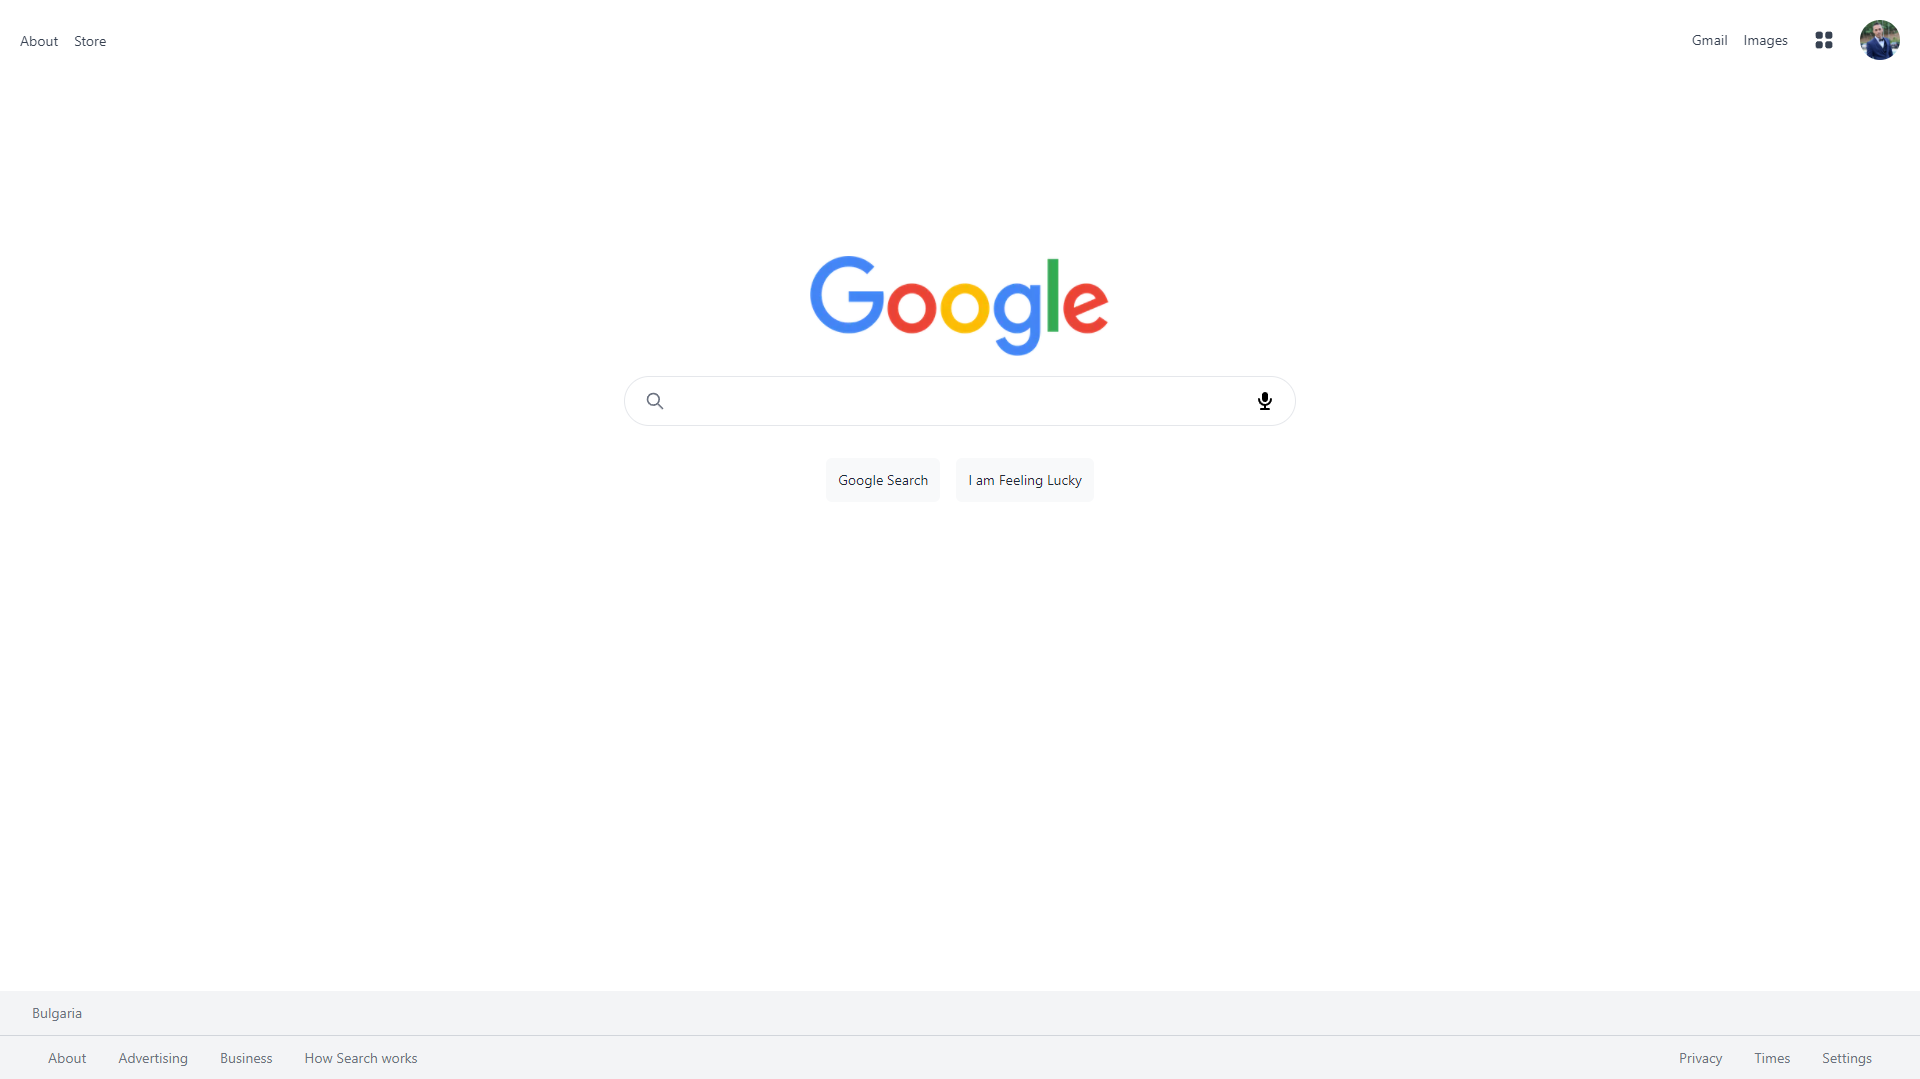 About Store Gmail Images
Google
Google Search I am Feeling Lucky
Bulgaria
About Advertising Business How Search works Privacy Times Settings